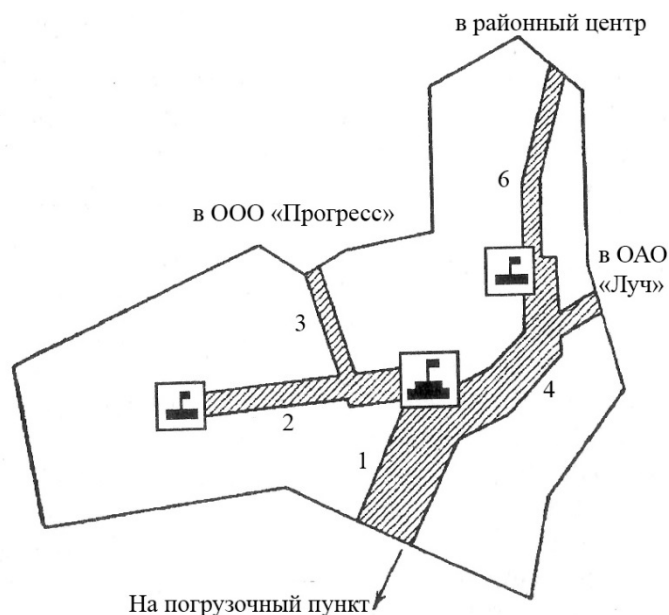 в районный центр
6
в ООО «Прогресс»
в ОАО
«Луч»
3
4
2
1
На погрузочный пункт